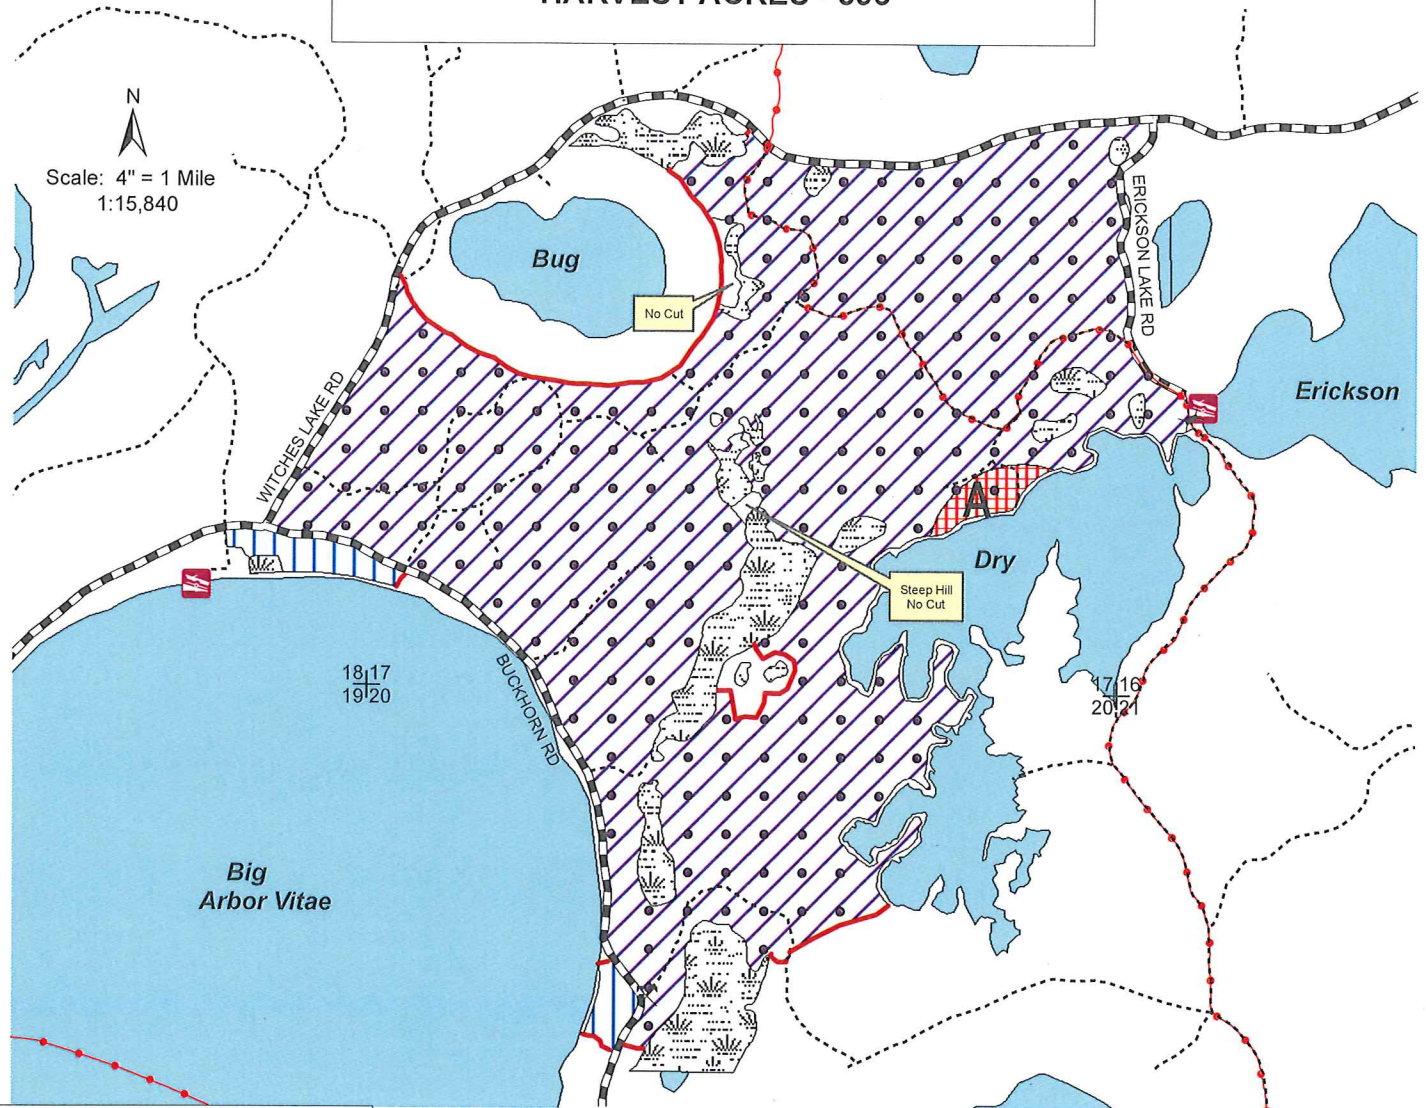 N
Scale: 4" = 1 Mile
1:15,840
Bug
No Cut
ERICKSON LAKE RD
Erickson
WITCHES LAKE RD
A
Dry
Steep Hill
No Cut
18 17
19 20
BUCKHORN RD
17 16
20 21
Big
Arbor Vitae